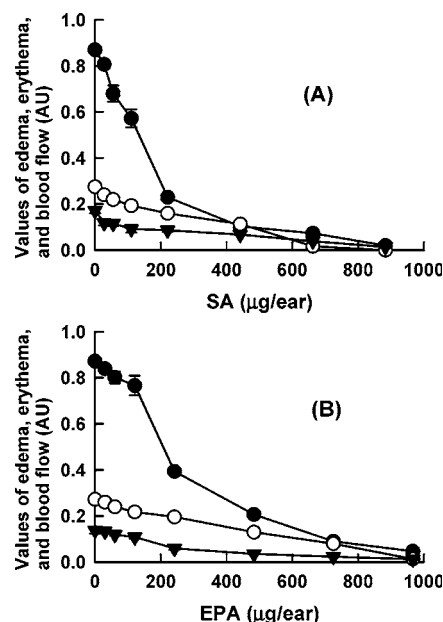 Values of edema, erythema,
and blood flow (AU)
1.0
0.8
0.6
0.4
0.2
0.0
(A)
0 200 400 600 800 1000
SA (µg/ear)
Values of edema, erythema,
and blood flow (AU)
1.0
0.8
0.6
0.4
0.2
0.0
(B)
0 200 400 600 800 1000
EPA (µg/ear)